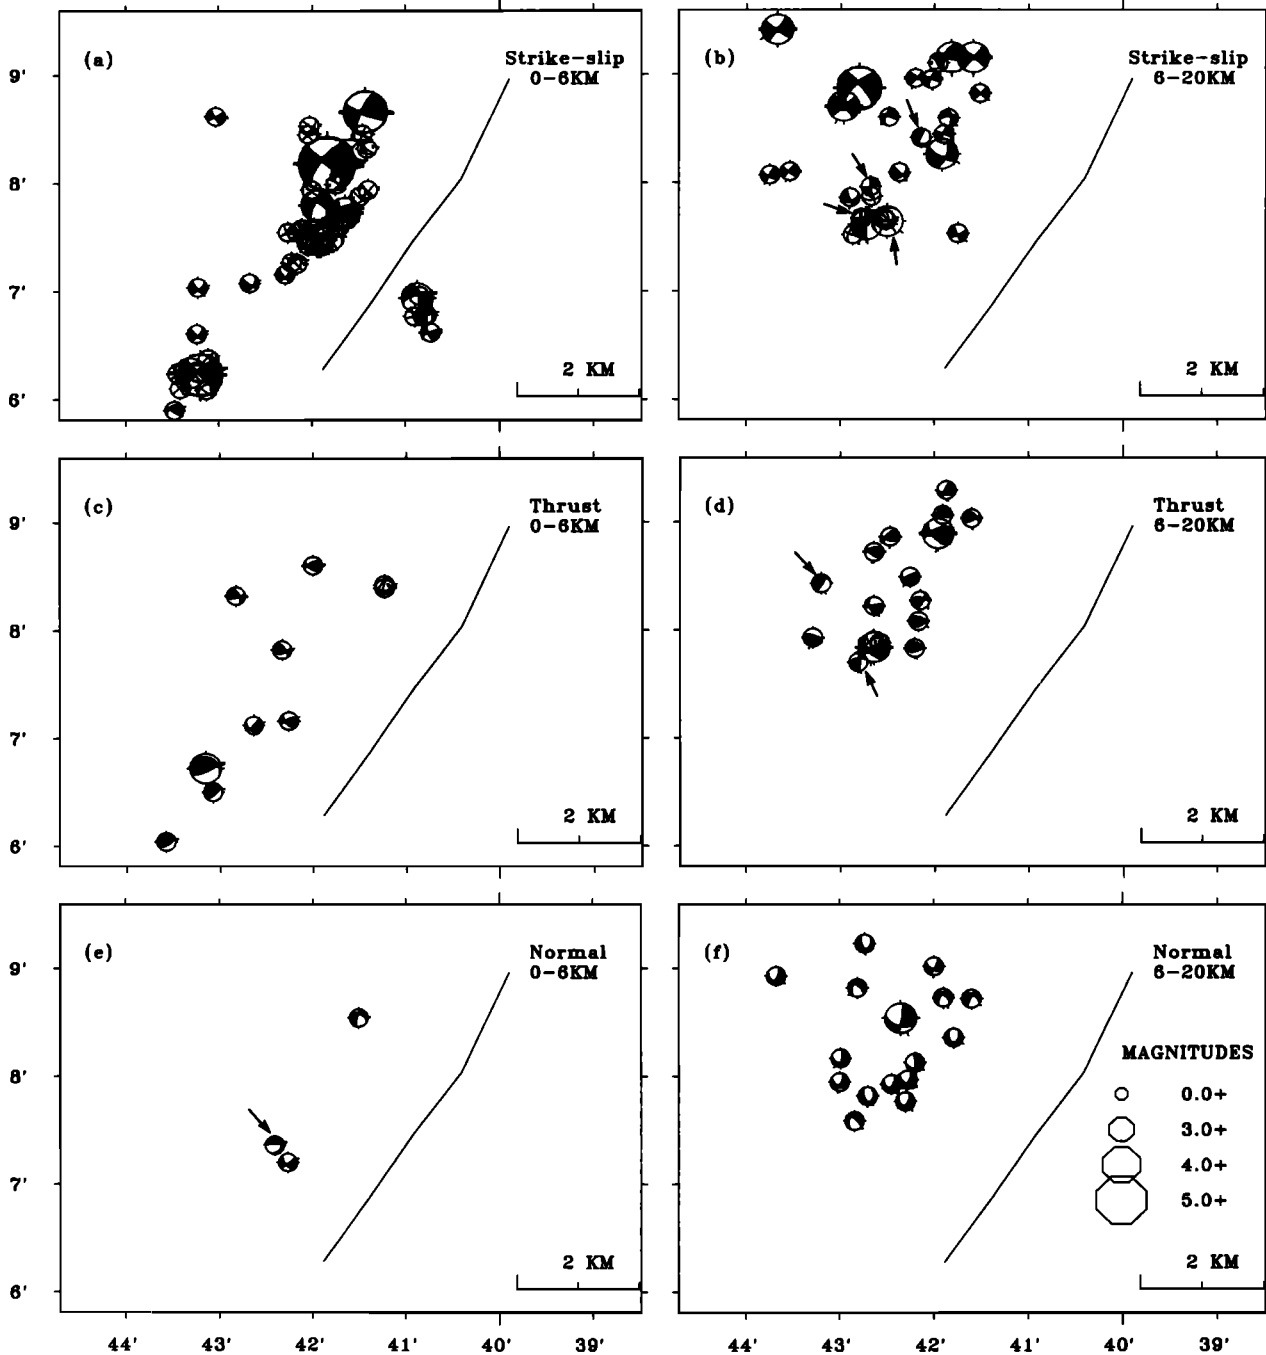 (a)
Strike-slip
0-6KM
9'
8'
7'
6'
2 KM
(b)
Strike-slip
6-20KM
2 KM
(c)
Thrust
0-6KM
9'
8'
7'
6'
2 KM
(d)
Thrust
6-20KM
2 KM
(e)
Normal
0-6KM
9'
8'
7'
6'
2 KM
44' 43' 42' 41' 40' 39'
(f)
Normal
6-20KM
MAGNITUDES
0.0+
3.0+
4.0+
5.0+
2 KM
44' 43' 42' 41' 40' 39'